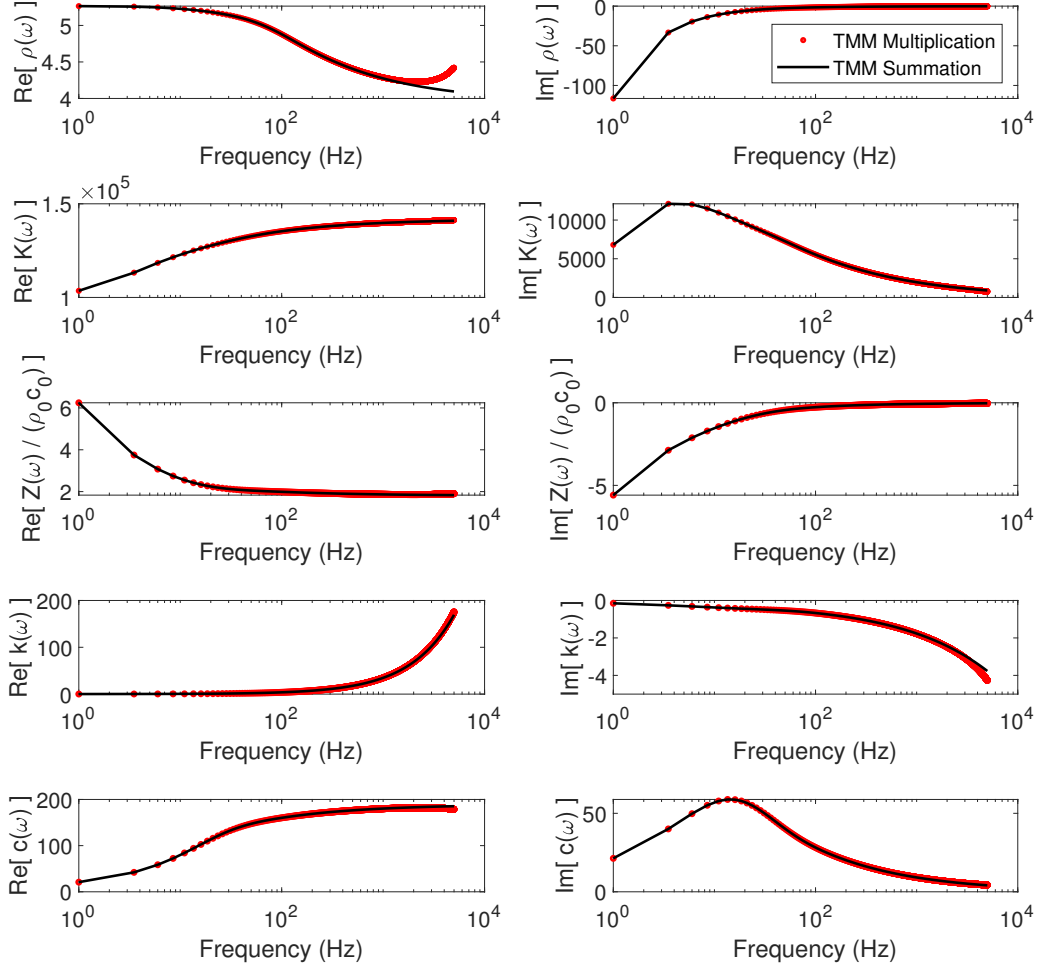 Re[ ρ(ω) ]
5
4.5
4
10^0 10^2 10^4
Frequency (Hz)
Im[ ρ(ω) ]
0
-50
-100
10^0 10^2 10^4
Frequency (Hz)
TMM Multiplication
TMM Summation
Re[ K(ω) ]
×10^5
1.5
1
10^0 10^2 10^4
Frequency (Hz)
Im[ K(ω) ]
10000
5000
0
10^0 10^2 10^4
Frequency (Hz)
Re[ Z(ω) / (ρ_0c_0) ]
6
4
2
10^0 10^2 10^4
Frequency (Hz)
Im[ Z(ω) / (ρ_0c_0) ]
0
-5
10^0 10^2 10^4
Frequency (Hz)
Re[ k(ω) ]
200
100
0
10^0 10^2 10^4
Frequency (Hz)
Im[ k(ω) ]
0
-2
-4
10^0 10^2 10^4
Frequency (Hz)
Re[ c(ω) ]
200
100
0
10^0 10^2 10^4
Frequency (Hz)
Im[ c(ω) ]
50
0
10^0 10^2 10^4
Frequency (Hz)